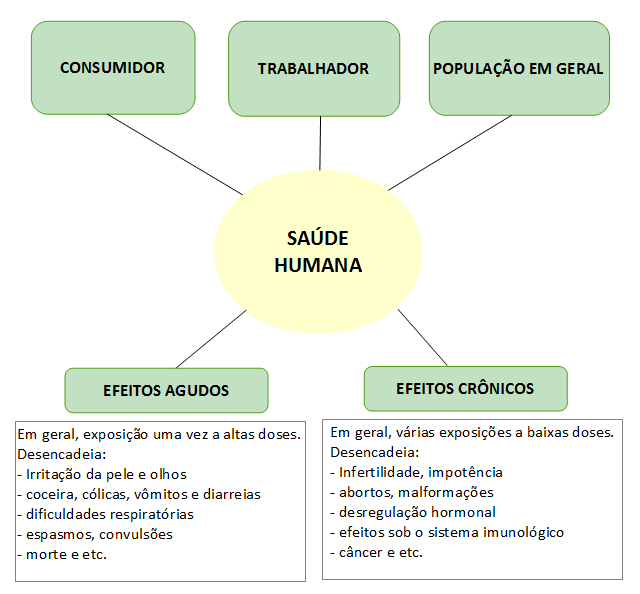 CONSUMIDOR
TRABALHADOR
POPULAÇÃO EM GERAL
SAÚDE
HUMANA
EFEITOS AGUDOS
Em geral, exposição uma vez a altas doses.
Desencadeia:
- Irritação da pele e olhos
- coceira, cólicas, vômitos e diarreias
- dificuldades respiratórias
- espasmos, convulsões
- morte e etc.
EFEITOS CRÔNICOS
Em geral, várias exposições a baixas doses.
Desencadeia:
- Infertilidade, impotência
- abortos, malformações
- desregulação hormonal
- efeitos sob o sistema imunológico
- câncer e etc.